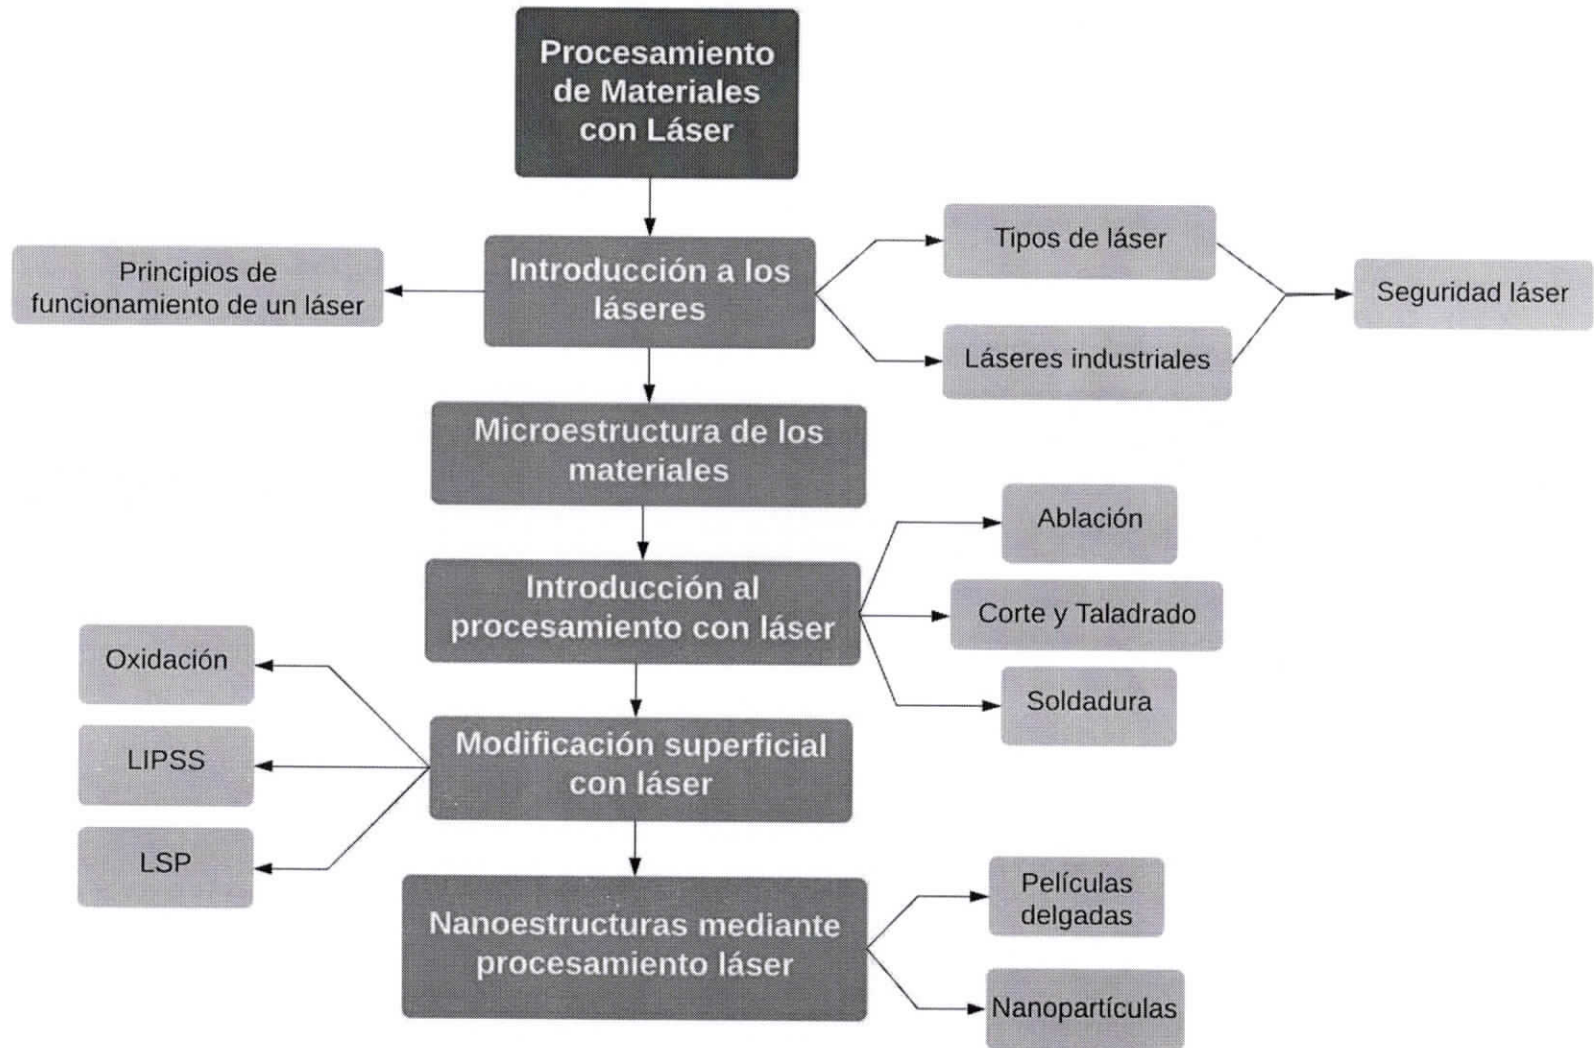 Procesamiento
de Materiales
con Láser
Introducción a los
láseres
Principios de
funcionamiento de un láser
Tipos de láser
Láseres industriales
Seguridad láser
Microestructura de los
materiales
Introducción al
procesamiento con láser
Ablación
Corte y Taladrado
Soldadura
Modificación superficial
con láser
Oxidación
LIPSS
LSP
Nanoestructuras mediante
procesamiento láser
Películas
delgadas
Nanopartículas